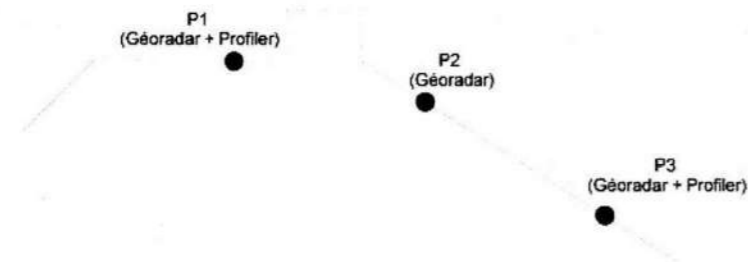 P1
(Géoradar + Profiler)
P2
(Géoradar)
P3
(Géoradar + Profiler)